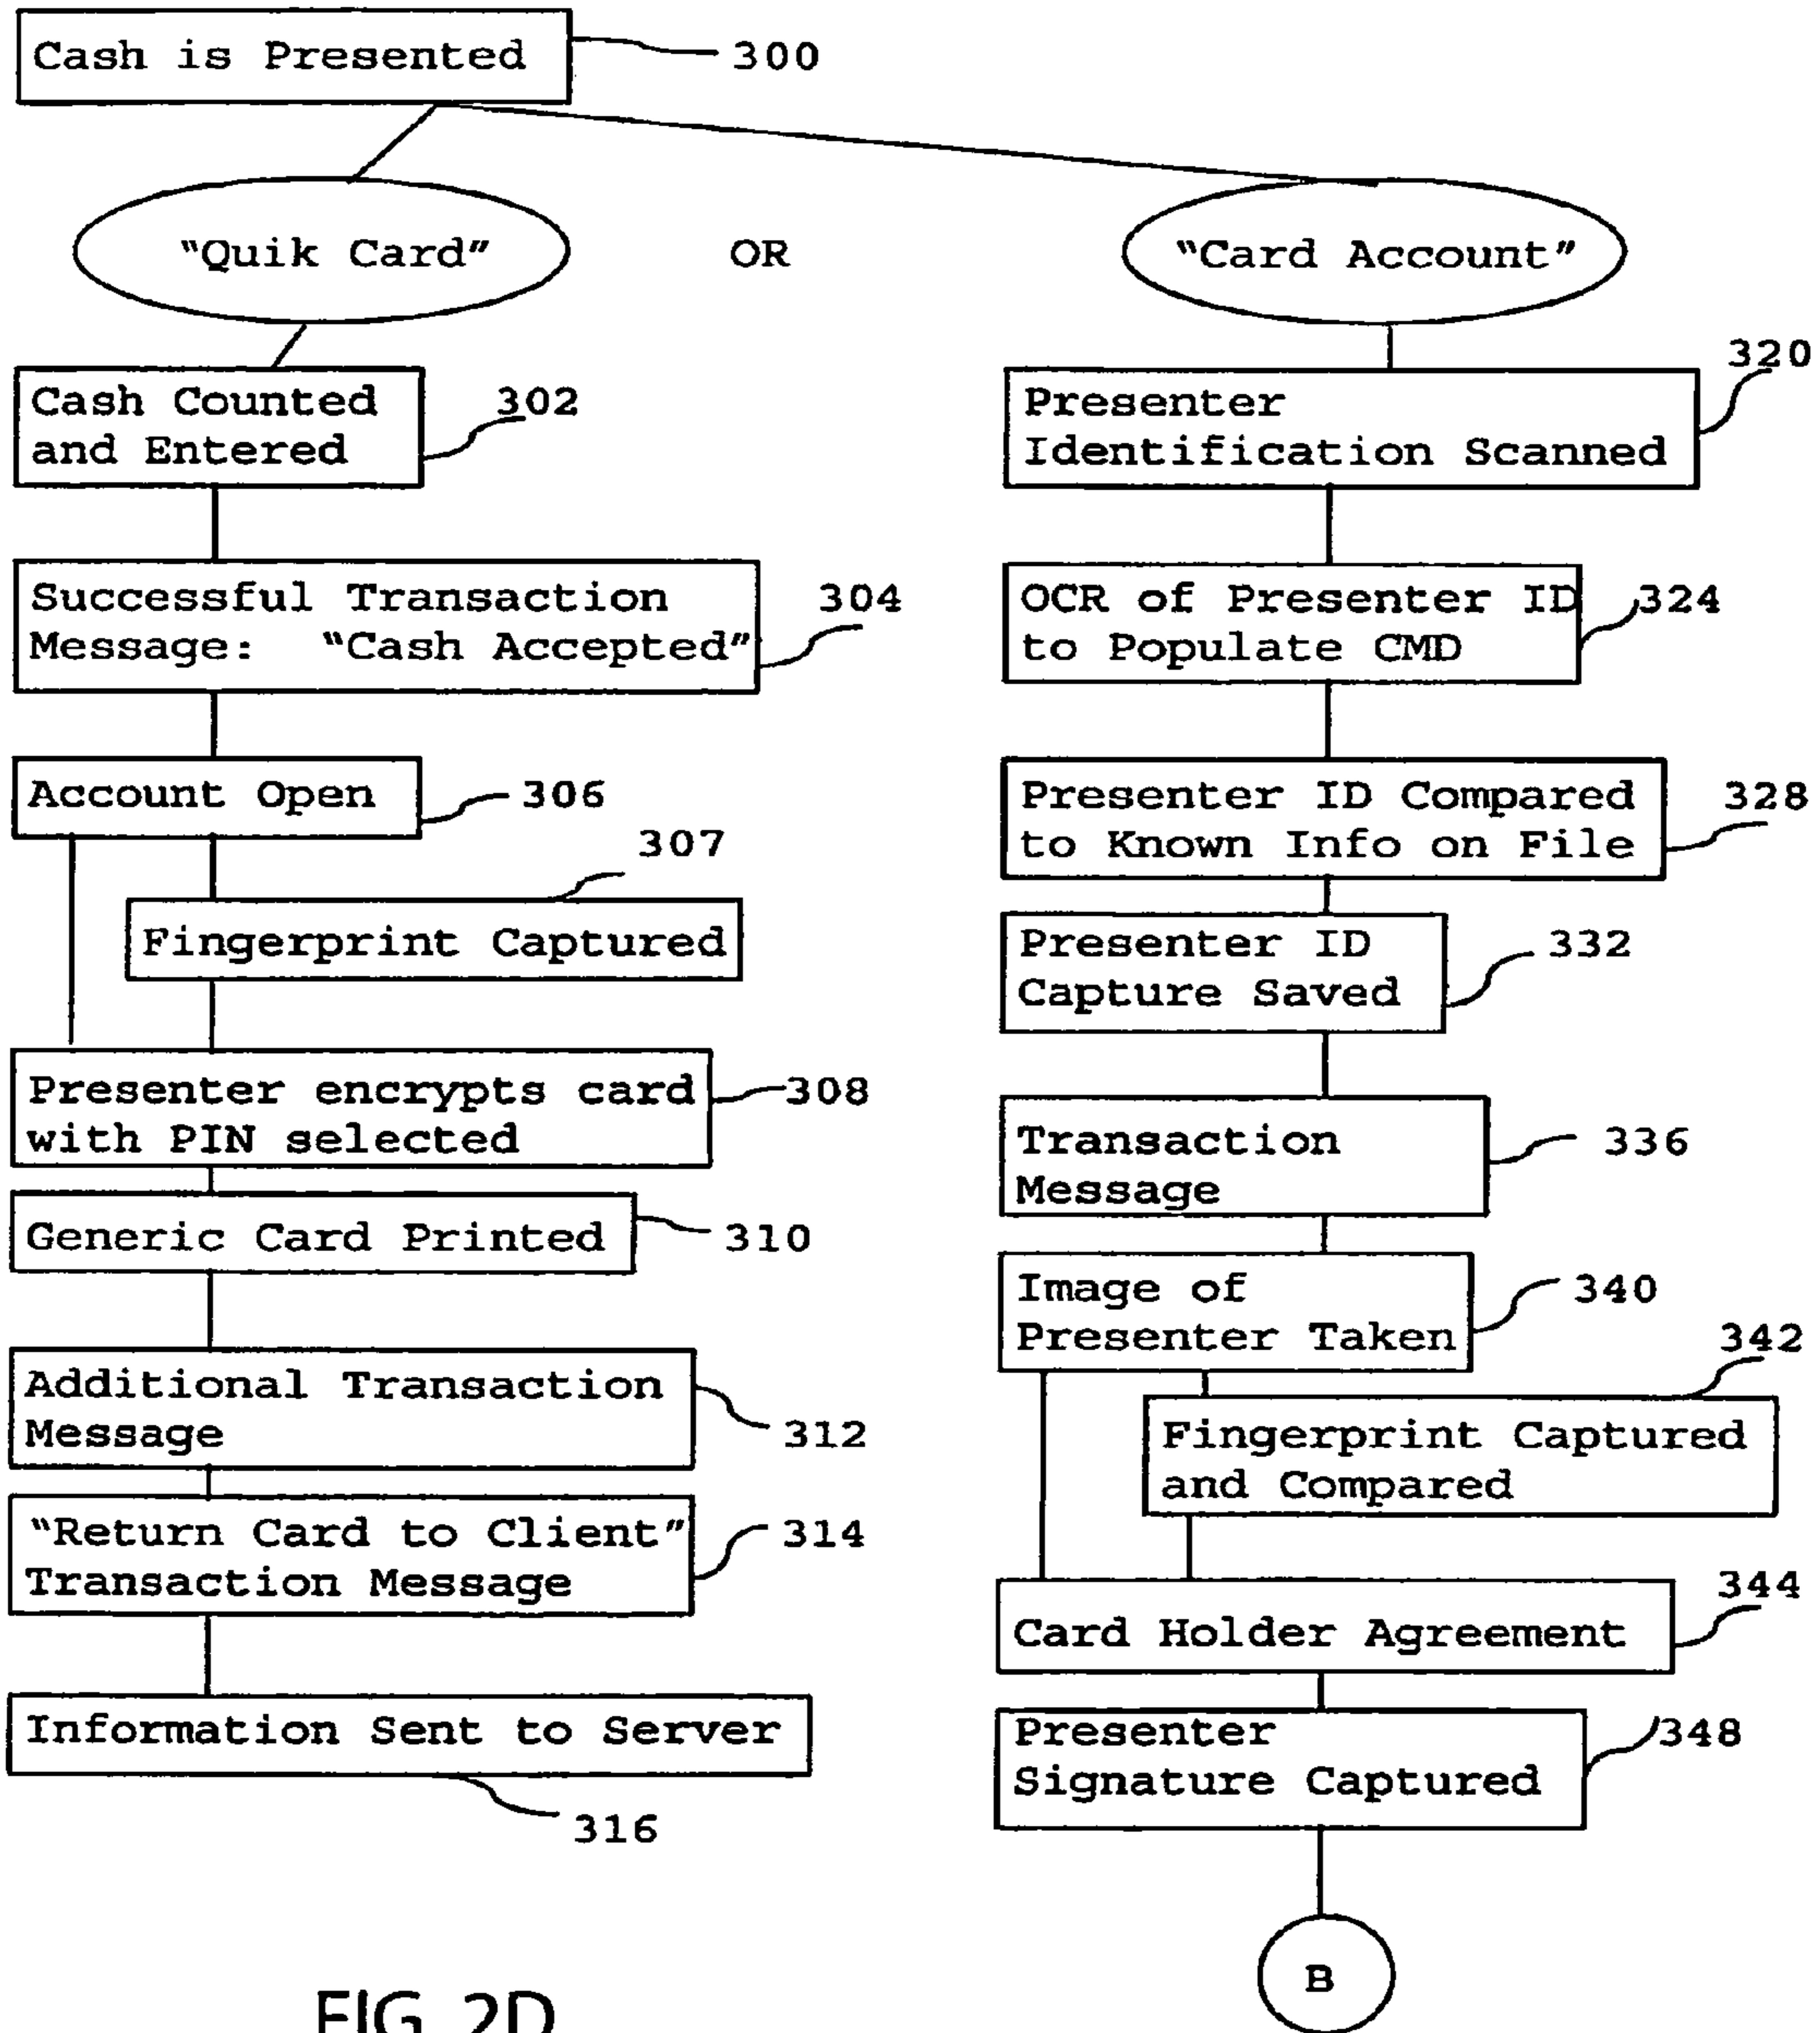 Cash is Presented
300
"Quik Card"
OR
"Card Account"
Cash Counted
and Entered
302
Successful Transaction
Message: "Cash Accepted"
304
Account Open
306
307
Fingerprint Captured
Presenter encrypts card
with PIN selected
308
Generic Card Printed
310
Additional Transaction
Message
312
"Return Card to Client"
Transaction Message
314
Information Sent to Server
316
320
Presenter
Identification Scanned
OCR of Presenter ID
to Populate CMD
324
Presenter ID Compared
to Known Info on File
328
Presenter ID
Capture Saved
332
Transaction
Message
336
Image of
Presenter Taken
340
342
Fingerprint Captured
and Compared
344
Card Holder Agreement
Presenter
Signature Captured
348
B
FIG. 2D